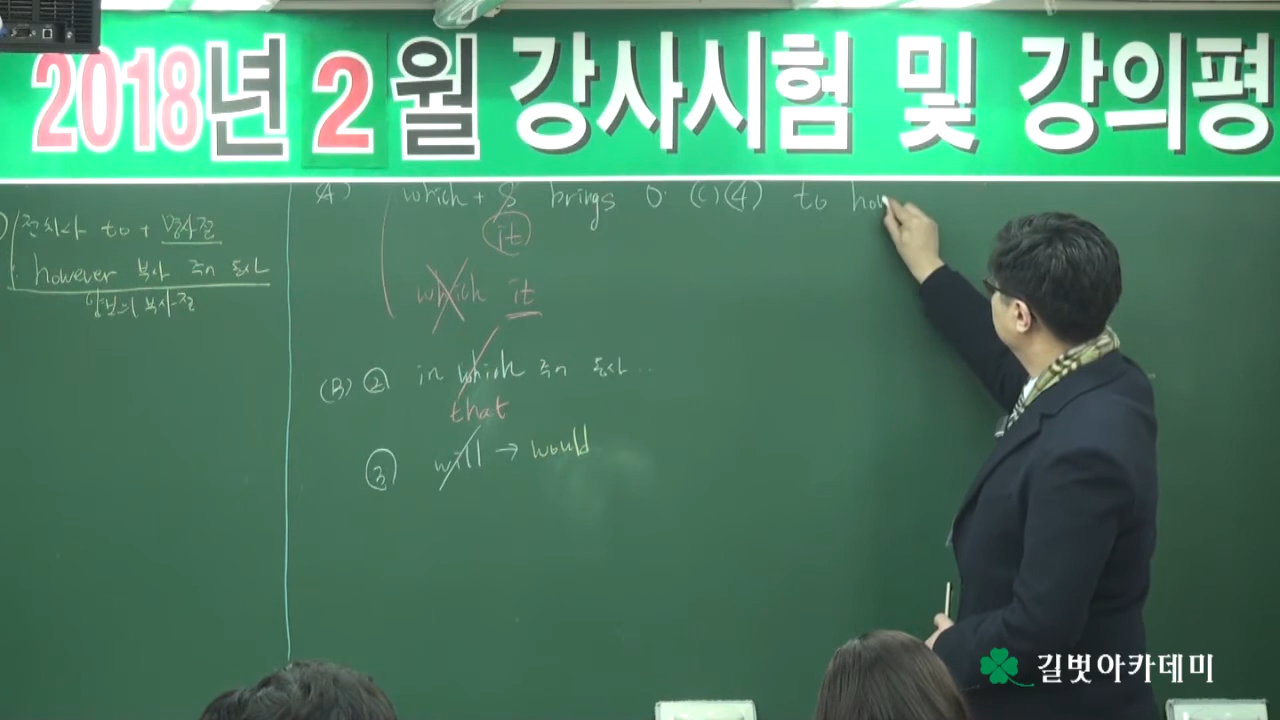 2018년 2월 강사시험 및 강의평
전치사 to + 명사절
however 부사 주어 동사
양보의 부사절
A) which + S brings O.
it
which it
(B) ② in which 주어 동사..
that
③ will → would
(C)(4) to how
길벗아카데미